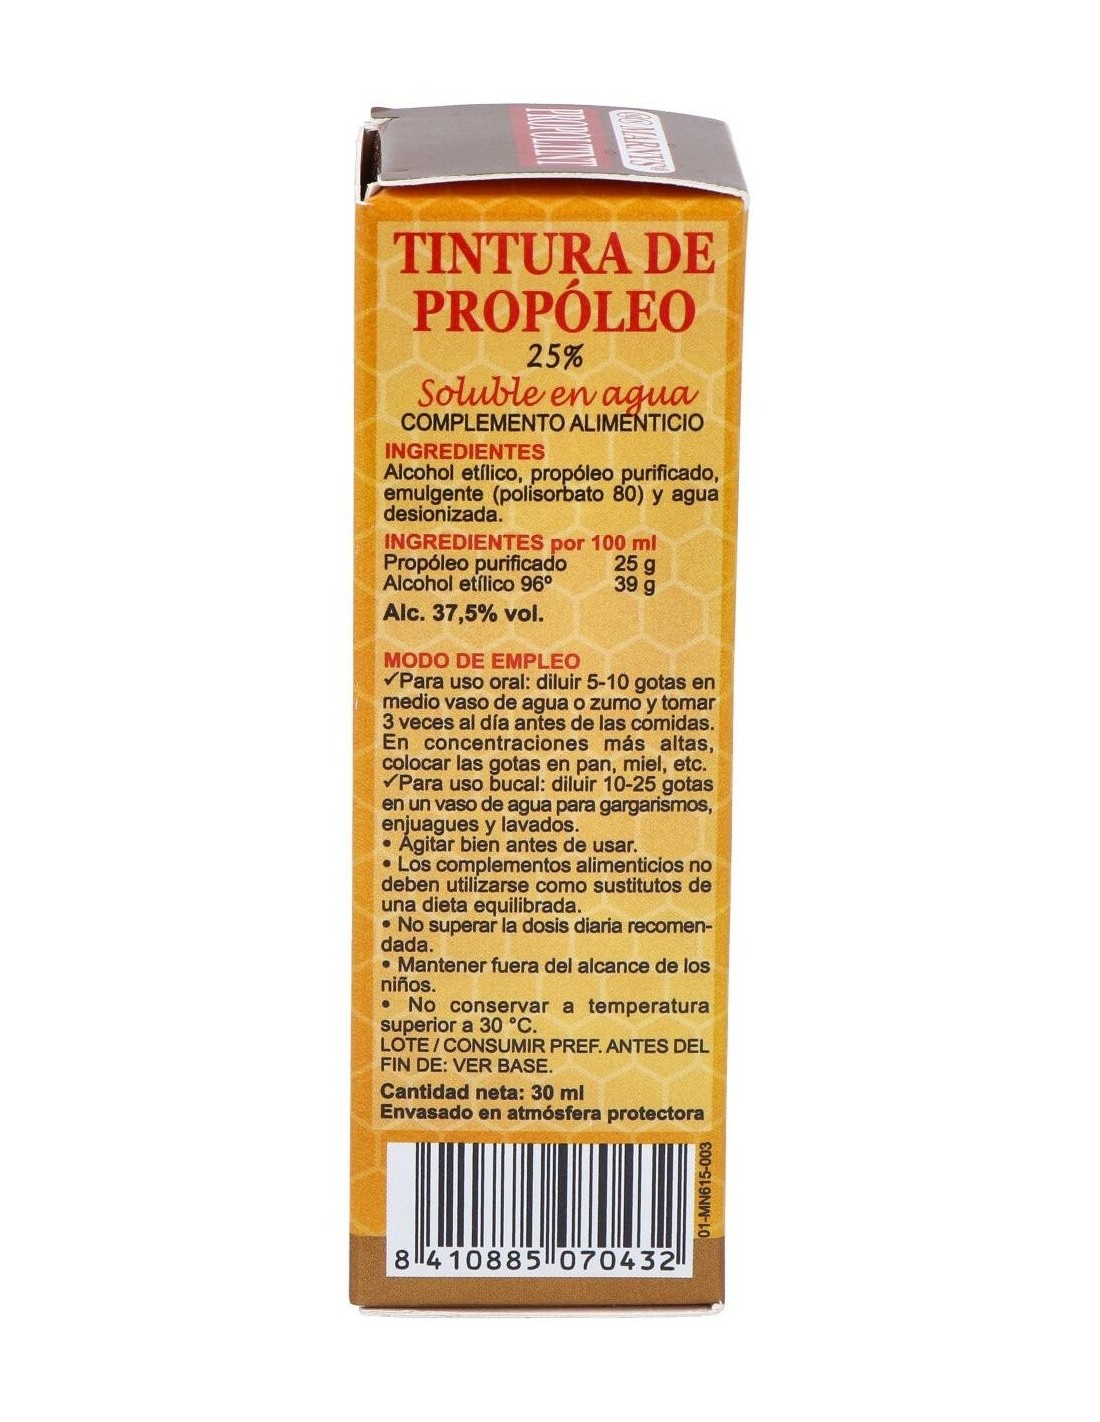 MARNYS
PROPOLITINT
TINTURA DE
PROPÓLEO
25%
Soluble en agua
COMPLEMENTO ALIMENTICIO
INGREDIENTES
Alcohol etílico, propóleo purificado,
emulgente (polisorbato 80) y agua
desionizada.
INGREDIENTES por 100 ml
Propóleo purificado 25 g
Alcohol etílico 96º 39 g
Alc. 37,5% vol.
MODO DE EMPLEO
✓Para uso oral: diluir 5-10 gotas en
medio vaso de agua o zumo y tomar
3 veces al día antes de las comidas.
En concentraciones más altas,
colocar las gotas en pan, miel, etc.
✓Para uso bucal: diluir 10-25 gotas
en un vaso de agua para gargarismos,
enjuagues y lavados.
• Agitar bien antes de usar.
• Los complementos alimenticios no
deben utilizarse como sustitutos de
una dieta equilibrada.
• No superar la dosis diaria recomen-
dada.
• Mantener fuera del alcance de los
niños.
• No conservar a temperatura
superior a 30 °C.
LOTE / CONSUMIR PREF. ANTES DEL
FIN DE: VER BASE.
Cantidad neta: 30 ml
Envasado en atmósfera protectora
01-MN615-003
8 410885 070432